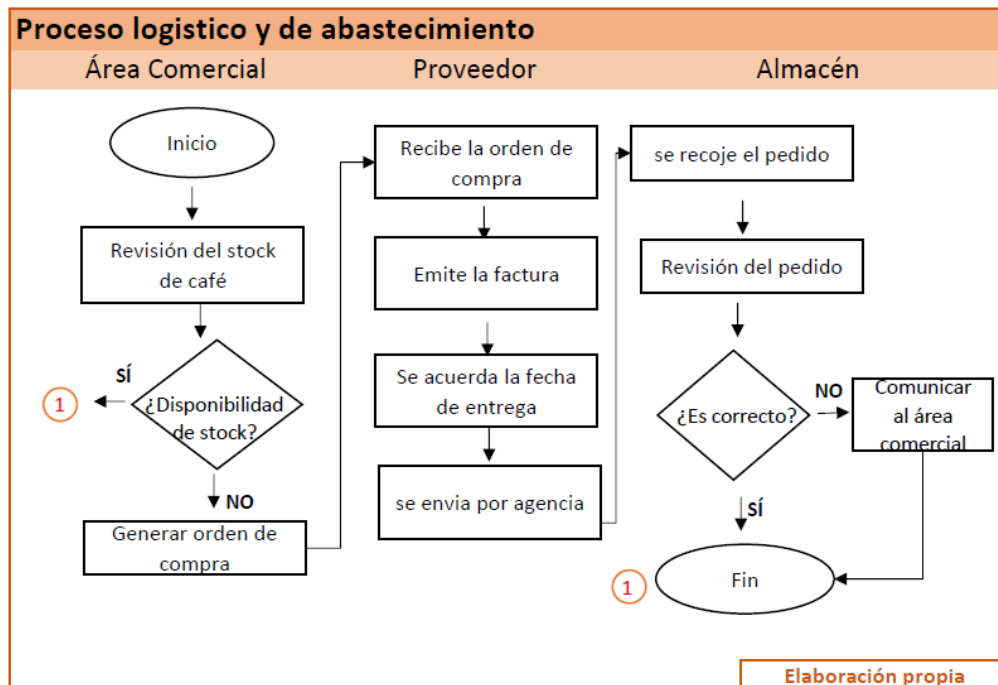 Proceso logistico y de abastecimiento
Área Comercial
Proveedor
Almacén
Inicio
Revisión del stock
de café
¿Disponibilidad
de stock?
SÍ
1
NO
Generar orden de
compra
Recibe la orden de
compra
Emite la factura
Se acuerda la fecha
de entrega
se envia por agencia
se recoje el pedido
Revisión del pedido
¿Es correcto?
NO
Comunicar
al área
comercial
SÍ
1
Fin
Elaboración propia